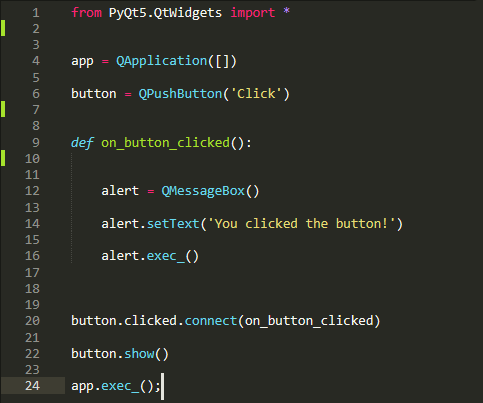 1 from PyQt5.QtWidgets import *
2
3
4 app = QApplication([])
5
6 button = QPushButton('Click')
7
8
9 def on_button_clicked():
10
11
12 alert = QMessageBox()
13
14 alert.setText('You clicked the button!')
15
16 alert.exec_()
17
18
19
20 button.clicked.connect(on_button_clicked)
21
22 button.show()
23
24 app.exec_();